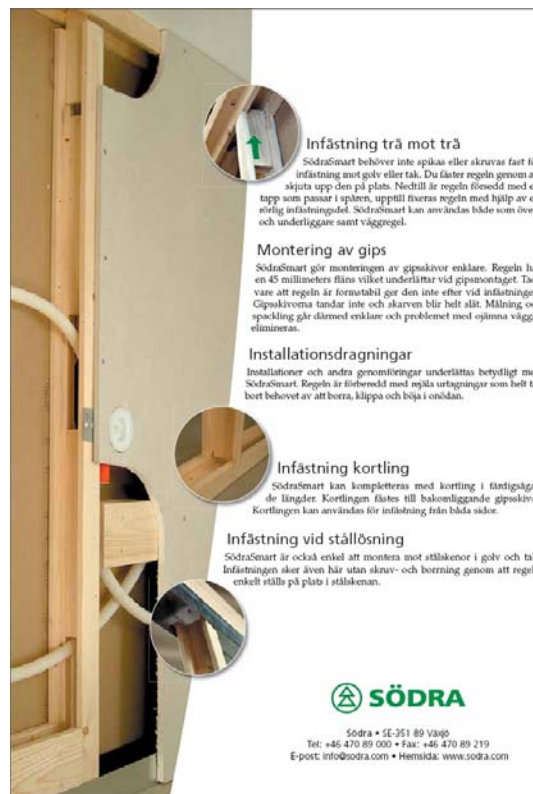 Infästning trä mot trä
SödraSmart behöver inte spikas eller skruvas fast fö
infästning mot golv eller tak. Du fäster regeln genom a
skjuta upp den på plats. Nedtill är regeln försedd med e
tapp som passar i spåren, upptill fixeras regeln med hjälp av e
rörlig infästningsdel. SödraSmart kan användas både som öve
och underliggare samt väggregel.
Montering av gips
SödraSmart gör monteringen av gipsskivor enklare. Regeln h
en 45 millimeters fläns vilket underlättar vid gipsmontaget. Tac
vare att regeln är formstabil ger den inte efter vid infästninge
Gipsskivorna tandar inte och skarven blir helt slät. Målning oc
spackling går därmed enklare och problemet med ojämna vägga
elimineras.
Installationsdragningar
Installationer och andra genomföringar underlättas betydligt me
SödraSmart. Regeln är förberedd med rejäla urtagningar som helt t
bort behovet av att borra, klippa och böja i onödan.
Infästning kortling
SödraSmart kan kompletteras med kortling i färdigsåga
de längder. Kortlingen fästes till bakomliggande gipsskiva
Kortlingen kan användas för infästning från båda sidor.
Infästning vid stållösning
SödraSmart är också enkel att montera mot stålskenor i golv och tak
Infästningen sker även här utan skruv- och borrning genom att regel
enkelt ställs på plats i stålskenan.
SÖDRA
Södra • SE-351 89 Växjö
Tel: +46 470 89 000 • Fax: +46 470 89 219
E-post: info@sodra.com • Hemsida: www.sodra.com